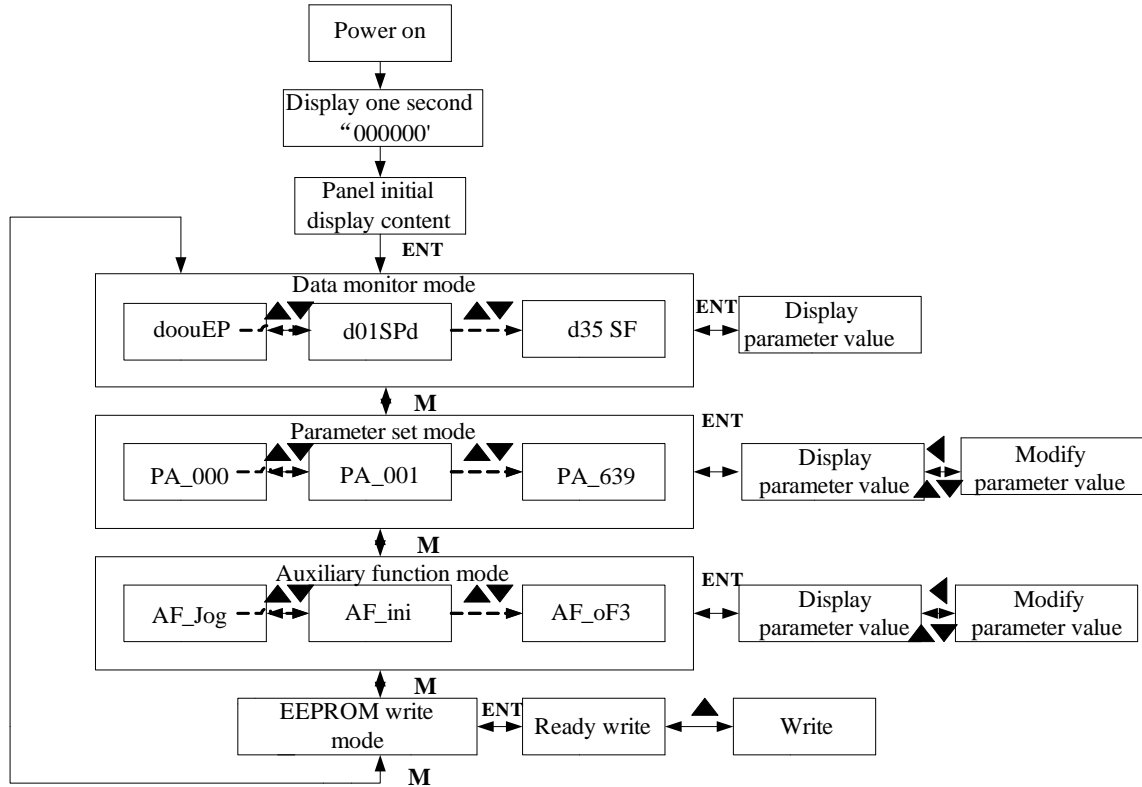 Power on
Display one second
“000000'
Panel initial
display content
ENT
Data monitor mode
doouEP
d01SPd
d35 SF
ENT
Display
parameter value
M
Parameter set mode
PA_000
PA_001
PA_639
ENT
Display
parameter value
Modify
parameter value
M
Auxiliary function mode
AF_Jog
AF_ini
AF_oF3
ENT
Display
parameter value
Modify
parameter value
M
EEPROM write
mode
ENT
Ready write
Write
M